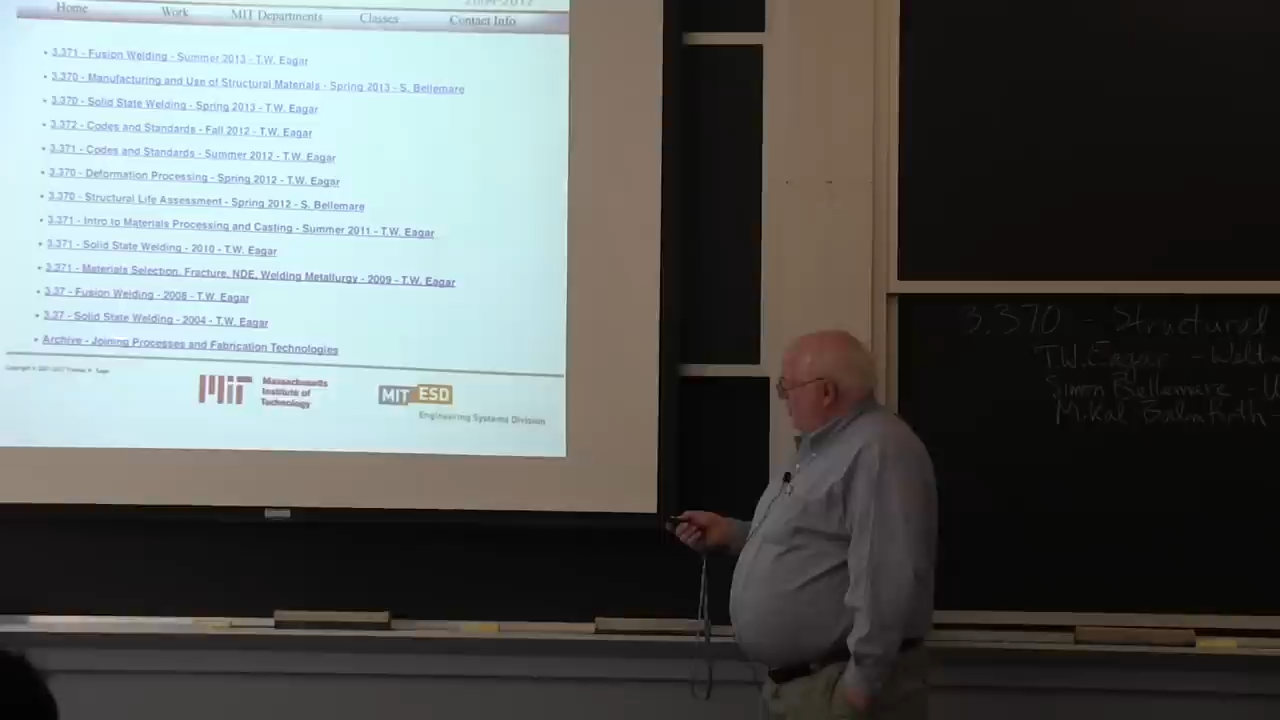 2004-2012
Home Work MIT Departments Classes Contact Info
• 3.371 - Fusion Welding - Summer 2013 - T.W. Eagar
• 3.370 - Manufacturing and Use of Structural Materials - Spring 2013 - S. Bellemare
• 3.370 - Solid State Welding - Spring 2013 - T.W. Eagar
• 3.372 - Codes and Standards - Fall 2012 - T.W. Eagar
• 3.371 - Codes and Standards - Summer 2012 - T.W. Eagar
• 3.370 - Deformation Processing - Spring 2012 - T.W. Eagar
• 3.370 - Structural Life Assessment - Spring 2012 - S. Bellemare
• 3.371 - Intro to Materials Processing and Casting - Summer 2011 - T.W. Eagar
• 3.371 - Solid State Welding - 2010 - T.W. Eagar
• 3.371 - Materials Selection, Fracture, NDE, Welding Metallurgy - 2009 - T.W. Eagar
• 3.37 - Fusion Welding - 2008 - T.W. Eagar
• 3.37 - Solid State Welding - 2004 - T.W. Eagar
• Archive - Joining Processes and Fabrication Technologies
MIT
Massachusetts
Institute of
Technology
MIT ESD
Engineering Systems Division
3.370 - Structural
T.W. Eagar - Walt
Simon Bellemare - U